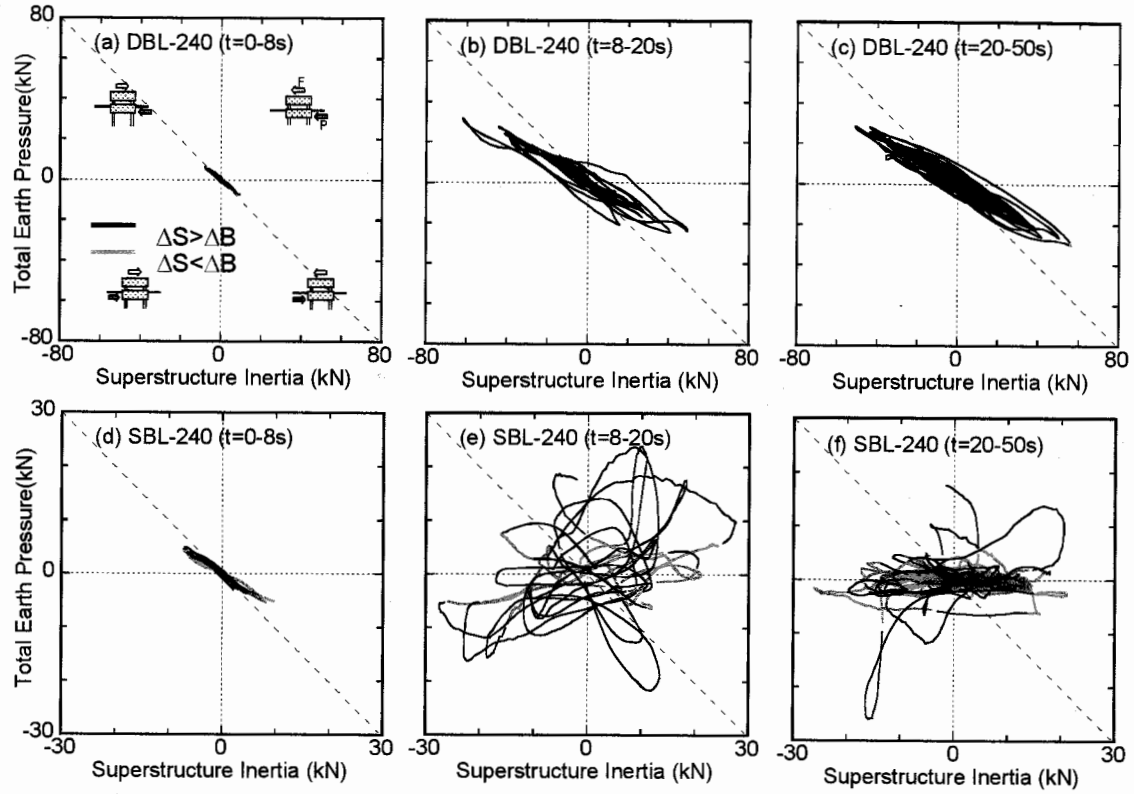 80
(a) DBL-240 (t=0-8s)
(b) DBL-240 (t=8-20s)
(c) DBL-240 (t=20-50s)
F
P
Total Earth Pressure(kN)
0
ΔS>ΔB
ΔS<ΔB
-80
-80 0 80
-80 0 80
-80 0 80
Superstructure Inertia (kN)
Superstructure Inertia (kN)
Superstructure Inertia (kN)
30
(d) SBL-240 (t=0-8s)
(e) SBL-240 (t=8-20s)
(f) SBL-240 (t=20-50s)
Total Earth Pressure(kN)
0
-30
-30 0 30
-30 0 30
-30 0 30
Superstructure Inertia (kN)
Superstructure Inertia (kN)
Superstructure Inertia (kN)